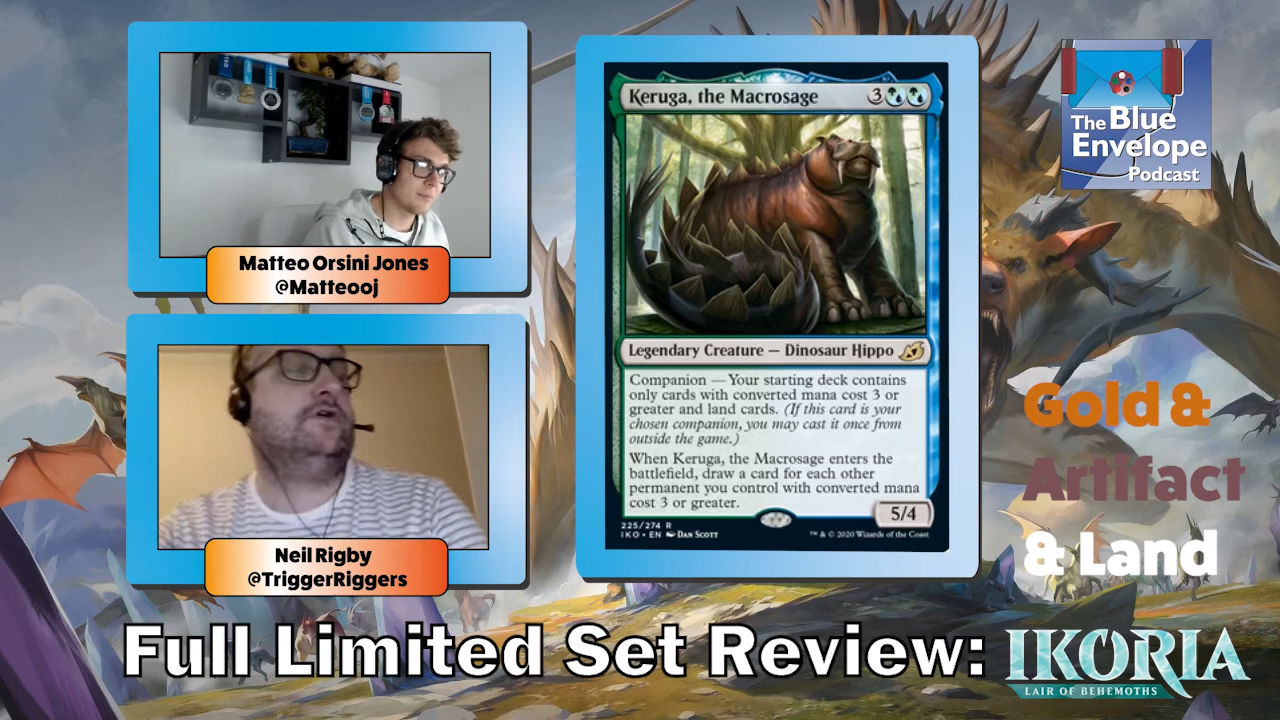 Matteo Orsini Jones
@Matteooj
Neil Rigby
@TriggerRiggers
Keruga, the Macrosage 3
Legendary Creature — Dinosaur Hippo
Companion — Your starting deck contains
only cards with converted mana cost 3 or
greater and land cards. (If this card is your
chosen companion, you may cast it once from
outside the game.)
When Keruga, the Macrosage enters the
battlefield, draw a card for each other
permanent you control with converted mana
cost 3 or greater.
5/4
225/274 R
IKO • EN DAN SCOTT
™ & © 2020 Wizards of the Coast
The Blue
Envelope
Podcast
Gold &
Artifact
& Land
Full Limited Set Review:
IKORIA
LAIR OF BEHEMOTHS